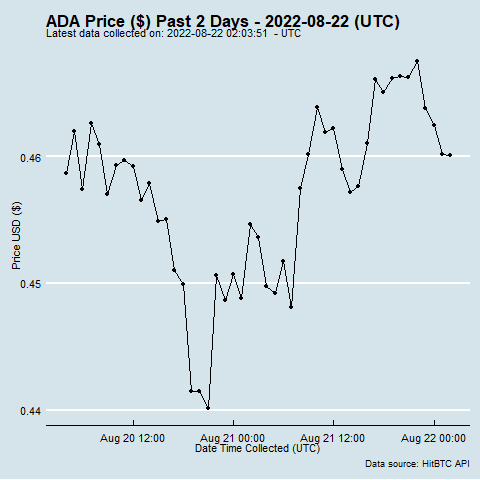 ADA Price ($) Past 2 Days - 2022-08-22 (UTC)
Latest data collected on: 2022-08-22 02:03:51 - UTC
0.46
0.45
0.44
Price USD ($)
Aug 20 12:00 Aug 21 00:00 Aug 21 12:00 Aug 22 00:00
Date Time Collected (UTC)
Data source: HitBTC API